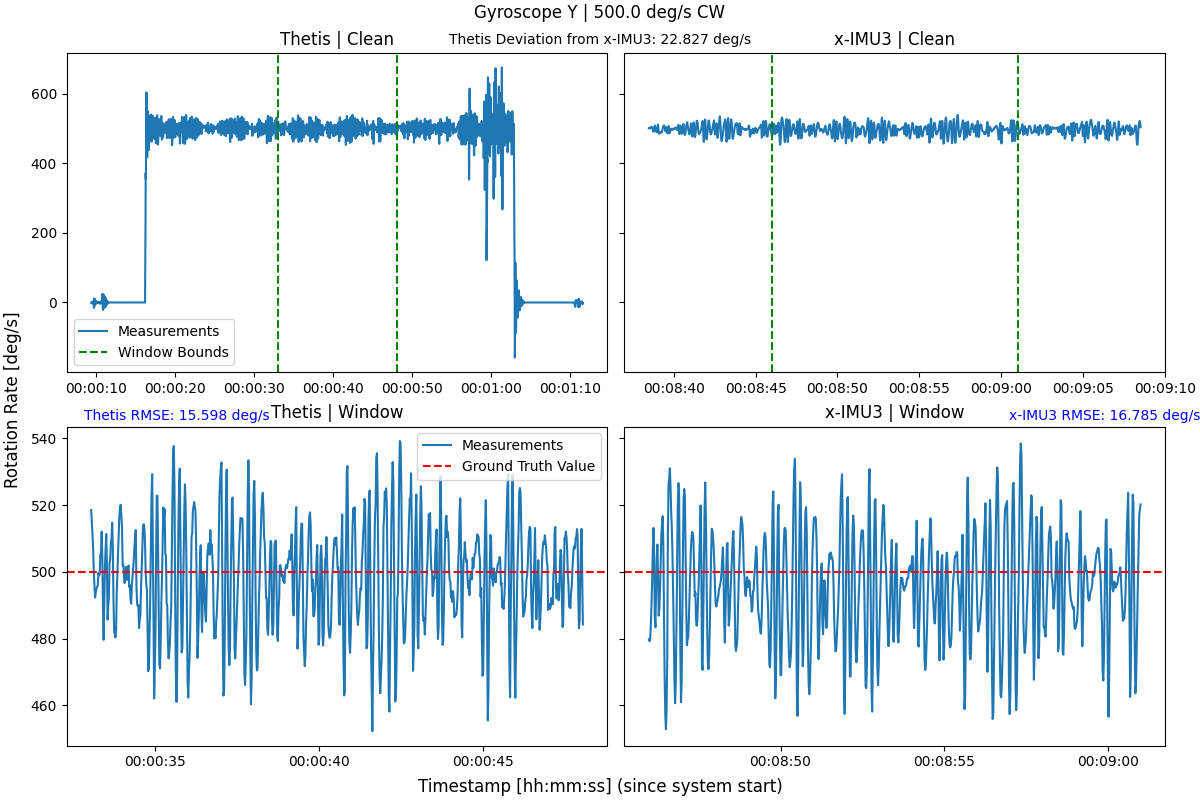 Gyroscope Y | 500.0 deg/s CW
Thetis | Clean
Thetis Deviation from x-IMU3: 22.827 deg/s
x-IMU3 | Clean
600
400
200
0
Measurements
Window Bounds
00:00:10 00:00:20 00:00:30 00:00:40 00:00:50 00:01:00 00:01:10
00:08:40 00:08:45 00:08:50 00:08:55 00:09:00 00:09:05 00:09:10
Rotation Rate [deg/s]
Thetis RMSE: 15.598 deg/s
Thetis | Window
x-IMU3 | Window
x-IMU3 RMSE: 16.785 deg/s
540
520
500
480
460
Measurements
Ground Truth Value
00:00:35 00:00:40 00:00:45
00:08:50 00:08:55 00:09:00
Timestamp [hh:mm:ss] (since system start)